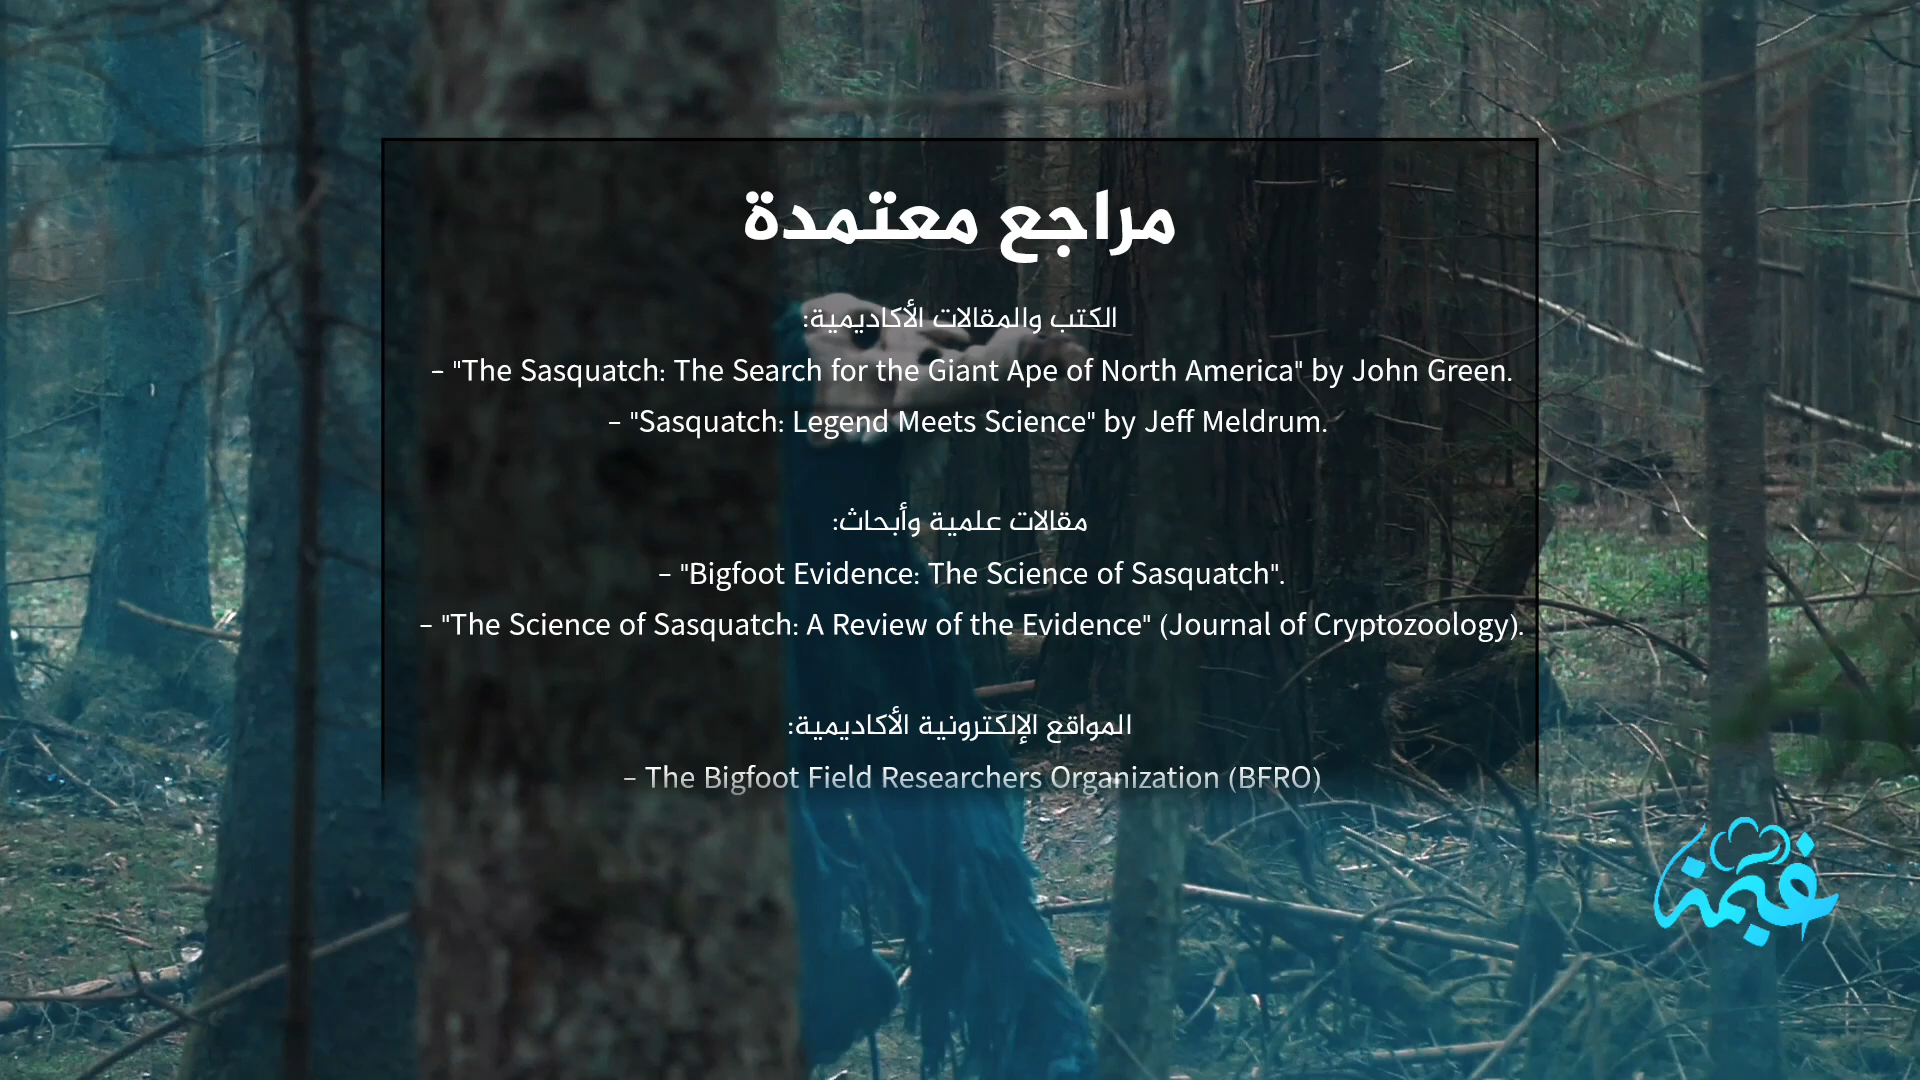 مراجع معتمدة
الكتب والمقالات الأكاديمية:
– "The Sasquatch: The Search for the Giant Ape of North America" by John Green.
– "Sasquatch: Legend Meets Science" by Jeff Meldrum.
مقالات علمية وأبحاث:
– "Bigfoot Evidence: The Science of Sasquatch".
– "The Science of Sasquatch: A Review of the Evidence" (Journal of Cryptozoology).
المواقع الإلكترونية الأكاديمية:
– The Bigfoot Field Researchers Organization (BFRO)
غيمة